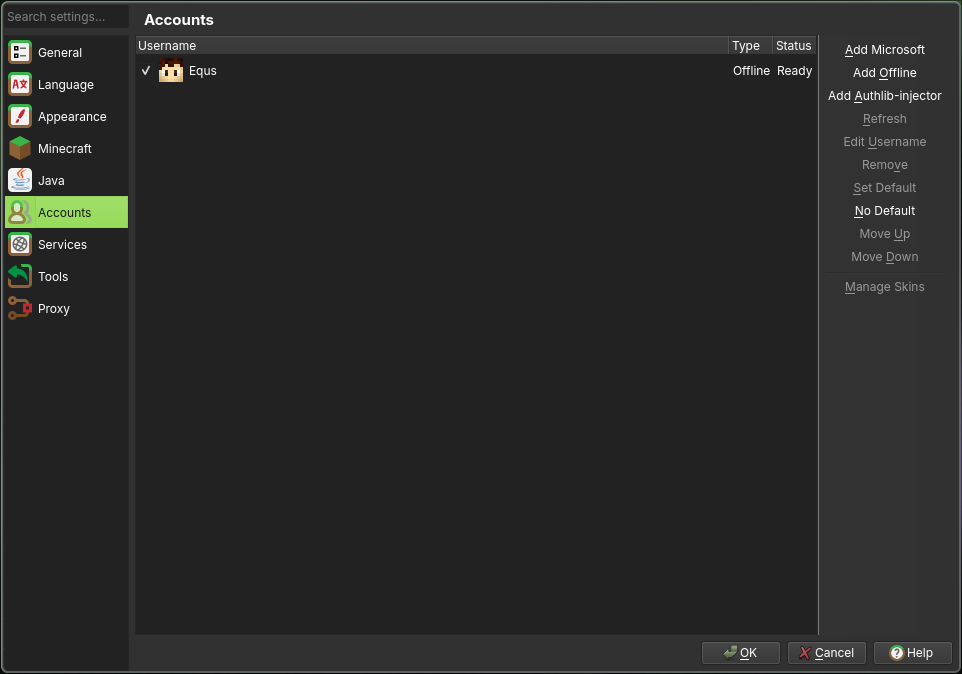 Search settings...
Accounts
General
Language
Appearance
Minecraft
Java
Accounts
Services
Tools
Proxy
Username Type Status
Equs Offline Ready
Add Microsoft
Add Offline
Add Authlib-injector
Refresh
Edit Username
Remove
Set Default
No Default
Move Up
Move Down
Manage Skins
OK Cancel Help